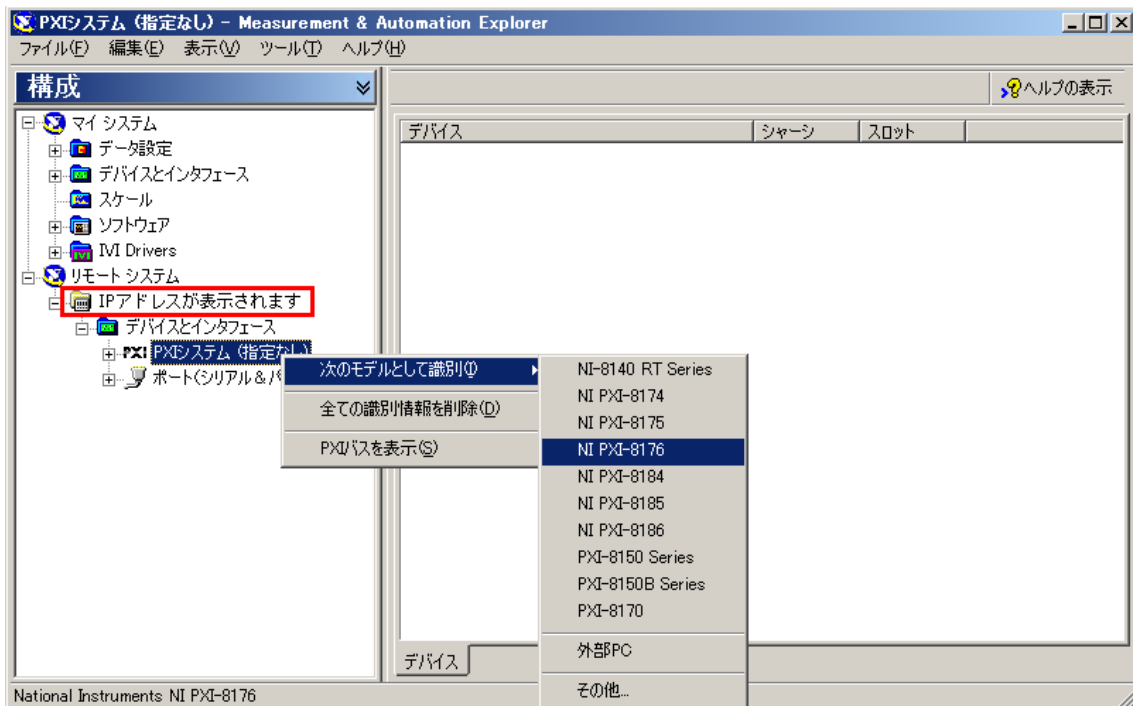 PXIシステム (指定なし) - Measurement & Automation Explorer
ファイル(F) 編集(E) 表示(V) ツール(T) ヘルプ(H)
構成
ヘルプの表示
マイ システム
データ設定
デバイスとインタフェース
スケール
ソフトウェア
IVI Drivers
リモート システム
IPアドレスが表示されます
デバイスとインタフェース
PXI PXIシステム (指定なし)
ポート(シリアル&パ
デバイス シャーシ スロット
次のモデルとして識別(I)
全ての識別情報を削除(D)
PXIバスを表示(S)
NI-8140 RT Series
NI PXI-8174
NI PXI-8175
NI PXI-8176
NI PXI-8184
NI PXI-8185
NI PXI-8186
PXI-8150 Series
PXI-8150B Series
PXI-8170
外部PC
その他...
デバイス
National Instruments NI PXI-8176